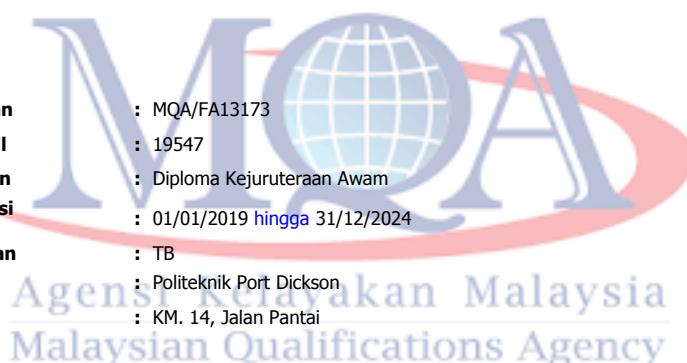 MQA
an : MQA/FA13173
l : 19547
n : Diploma Kejuruteraan Awam
si : 01/01/2019 hingga 31/12/2024
an : TB
: Politeknik Port Dickson
: KM. 14, Jalan Pantai
Agensi Kelayakan Malaysia
Malaysian Qualifications Agency